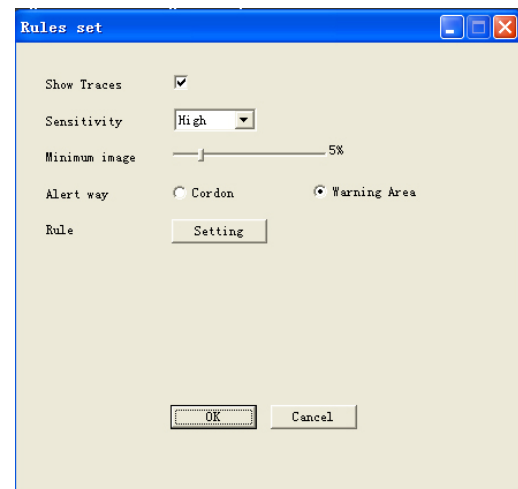 Rules set
Show Traces
Sensitivity High
Minimum image 5%
Alert way Cordon Warning Area
Rule Setting
OK Cancel